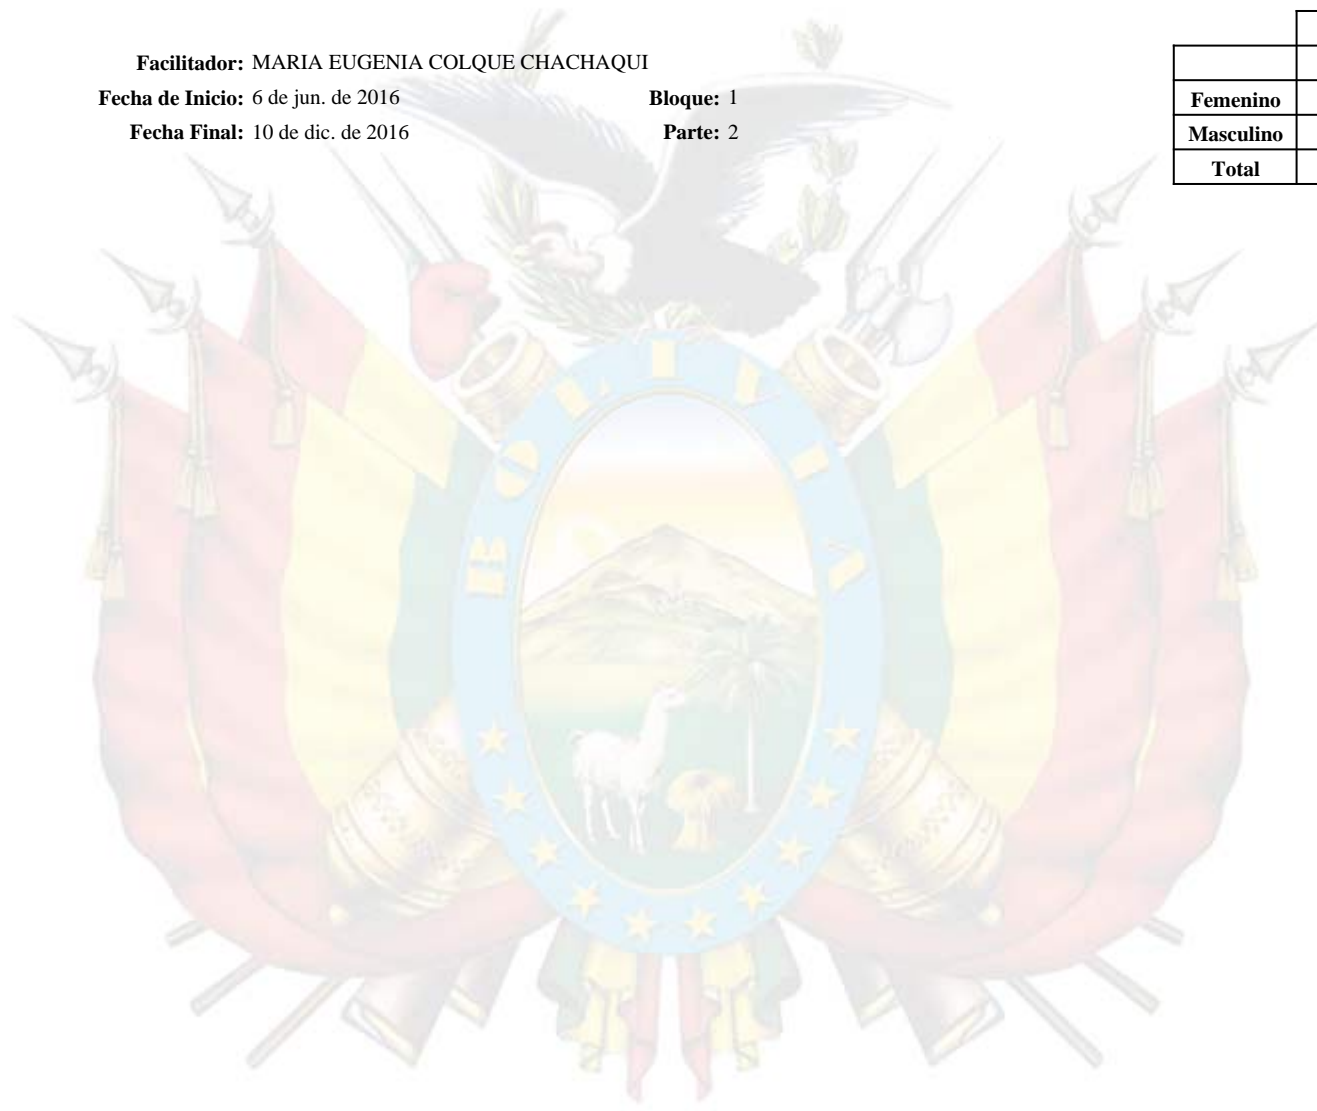 Facilitador: MARIA EUGENIA COLQUE CHACHAQUI
Fecha de Inicio: 6 de jun. de 2016 Bloque: 1
Fecha Final: 10 de dic. de 2016 Parte: 2
Femenino
Masculino
Total
BOLIVIA